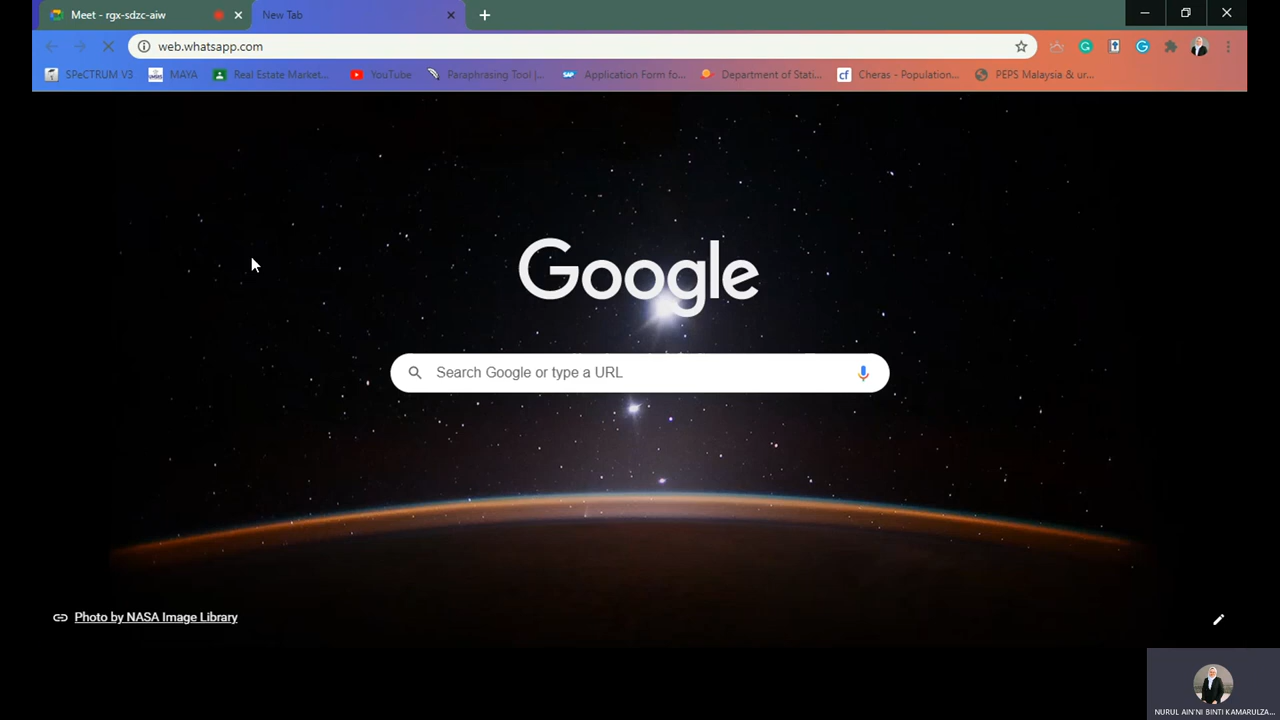 Meet - rgx-sdzc-aiw
New Tab
web.whatsapp.com
SPeCTRUM V3
MAYA
Real Estate Market...
YouTube
Paraphrasing Tool |...
Application Form fo...
Department of Stati...
cf
Cheras - Population...
PEPS Malaysia & ur...
Google
Search Google or type a URL
Photo by NASA Image Library
NURUL AIN'NI BINTI KAMARULZA...